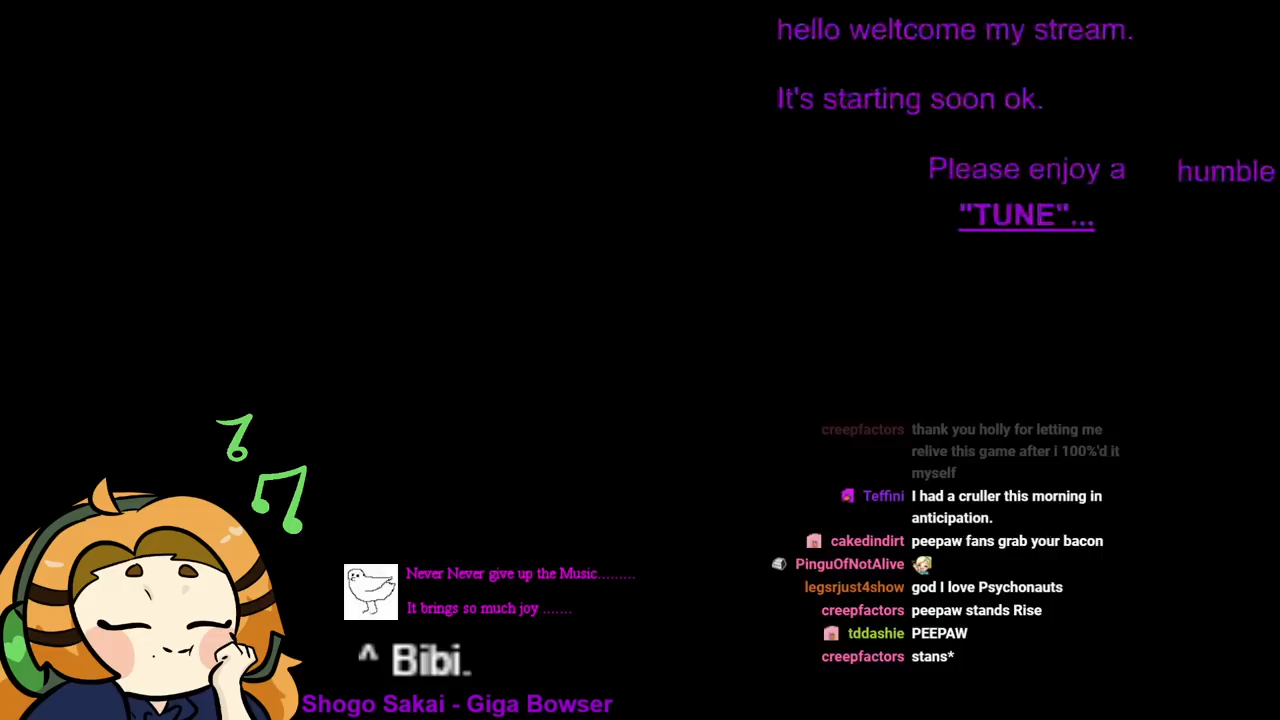 hello weltcome my stream.
It's starting soon ok.
Please enjoy a humble
"TUNE"...
creepfactors thank you holly for letting me
relive this game after i 100%'d it
myself
Teffini I had a cruller this morning in
anticipation.
cakedindirt peepaw fans grab your bacon
PinguOfNotAlive
legsrjust4show god I love Psychonauts
creepfactors peepaw stands Rise
tddashie PEEPAW
creepfactors stans*
Never Never give up the Music.........
It brings so much joy .......
^ Bibi.
Shogo Sakai - Giga Bowser